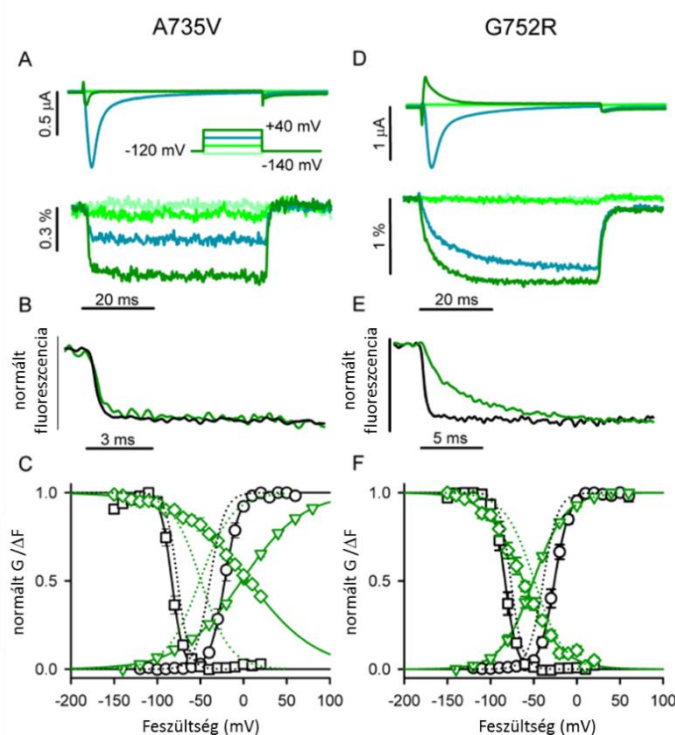 A735V
G752R
A
0.5 µA
+40 mV
-120 mV
-140 mV
0.3 %
20 ms
B
normált
fluoreszcencia
3 ms
C
normált G /ΔF
1.0
0.5
0.0
-200 -150 -100 -50 0 50 100
Feszültség (mV)
D
1 µA
1 %
20 ms
E
normált
fluoreszcencia
5 ms
F
normált G /ΔF
1.0
0.5
0.0
-200 -150 -100 -50 0 50 100
Feszültség (mV)